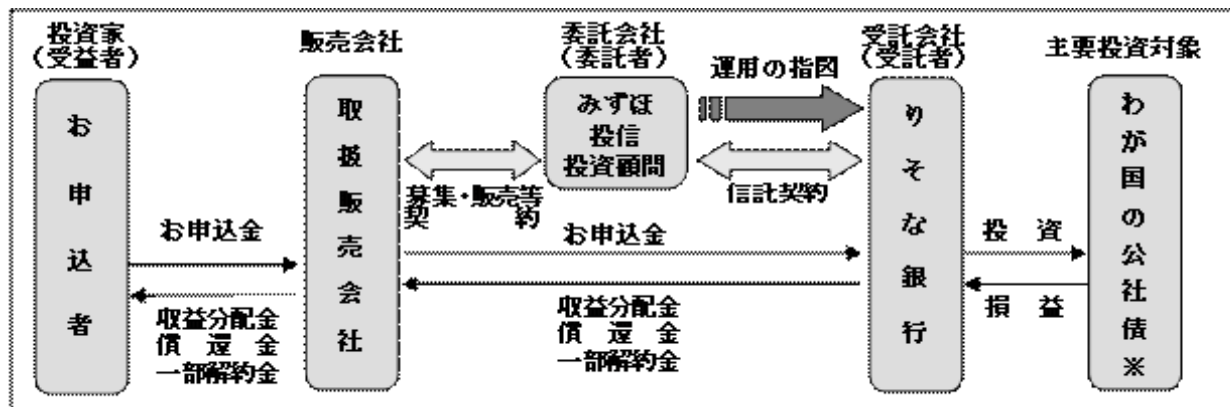 投資家
(受益者)
販売会社
委託会社
(委託者)
受託会社
(受託者)
主要投資対象
お申込者
取扱販売会社
みずほ
投信
投資顧問
運用の指図
りそな銀行
わが国の公社債※
募集・販売等
契約
信託契約
お申込金
お申込金
投資
収益分配金
償還金
一部解約金
収益分配金
償還金
一部解約金
損益